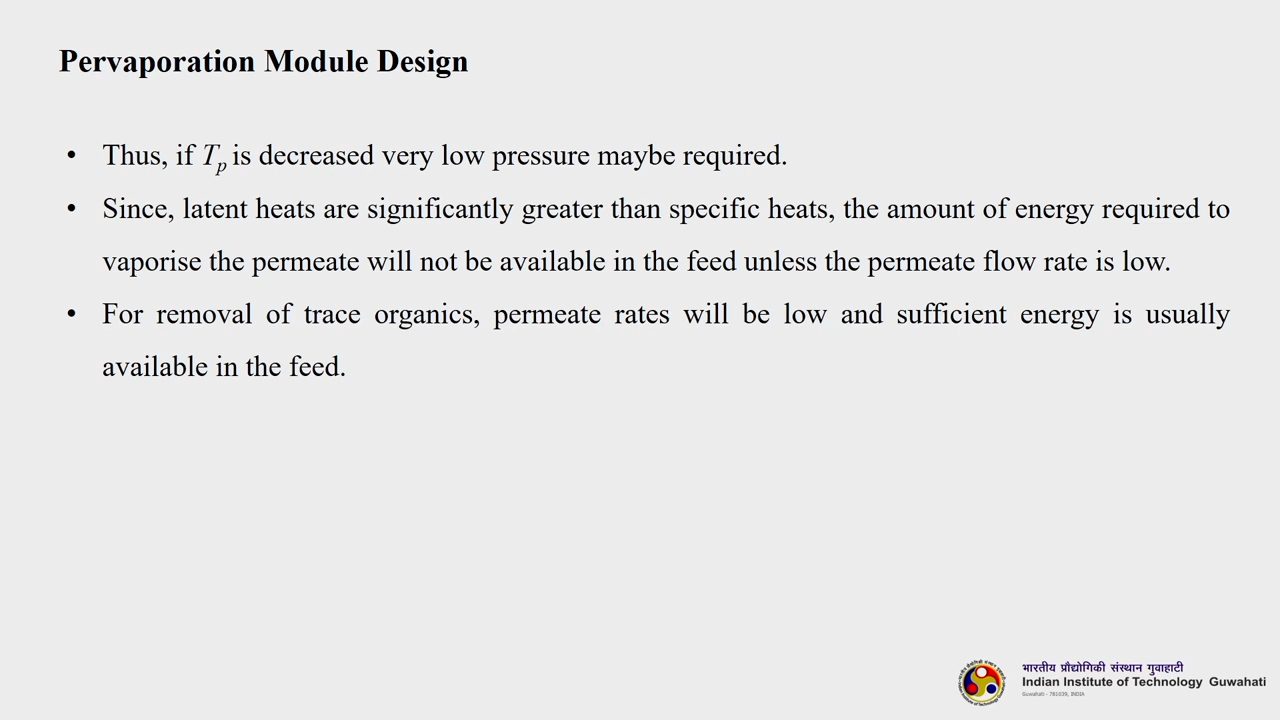 Pervaporation Module Design
• Thus, if Tp is decreased very low pressure maybe required.
• Since, latent heats are significantly greater than specific heats, the amount of energy required to
vaporise the permeate will not be available in the feed unless the permeate flow rate is low.
• For removal of trace organics, permeate rates will be low and sufficient energy is usually
available in the feed.
भारतीय प्रौद्योगिकी संस्थान गुवाहाटी
Indian Institute of Technology Guwahati
Guwahati - 781039, INDIA